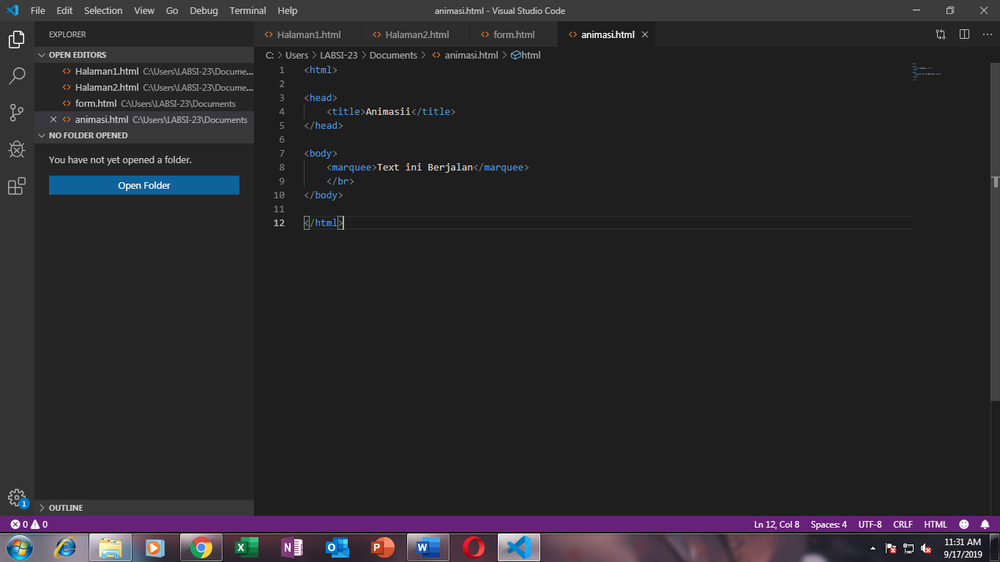 File Edit Selection View Go Debug Terminal Help
animasi.html - Visual Studio Code
EXPLORER
OPEN EDITORS
Halaman1.html C:\Users\LABSI-23\Docume...
Halaman2.html C:\Users\LABSI-23\Docume...
form.html C:\Users\LABSI-23\Documents
animasi.html C:\Users\LABSI-23\Documents
NO FOLDER OPENED
You have not yet opened a folder.
Open Folder
OUTLINE
Halaman1.html Halaman2.html form.html animasi.html
C: > Users > LABSI-23 > Documents > animasi.html > html
1 <html>
2
3 <head>
4     <title>Animasii</title>
5 </head>
6
7 <body>
8     <marquee>Text ini Berjalan</marquee>
9     </br>
10 </body>
11
12 </html>
1
0 0
Ln 12, Col 8 Spaces: 4 UTF-8 CRLF HTML
11:31 AM
9/17/2019